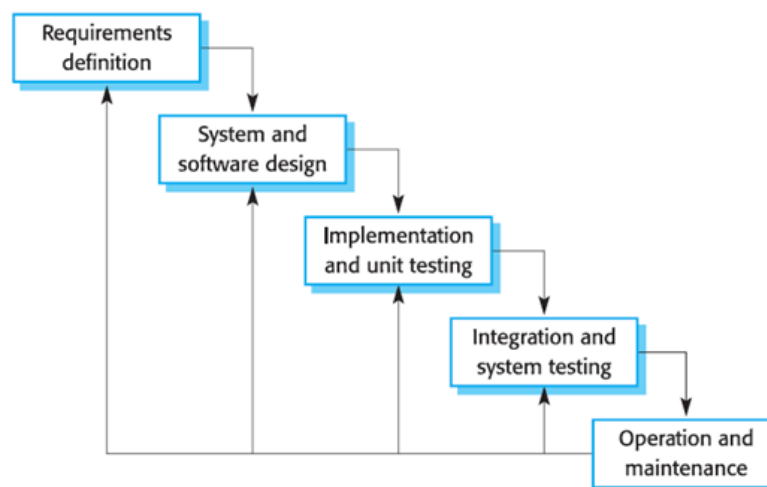 Requirements
definition
System and
software design
Implementation
and unit testing
Integration and
system testing
Operation and
maintenance